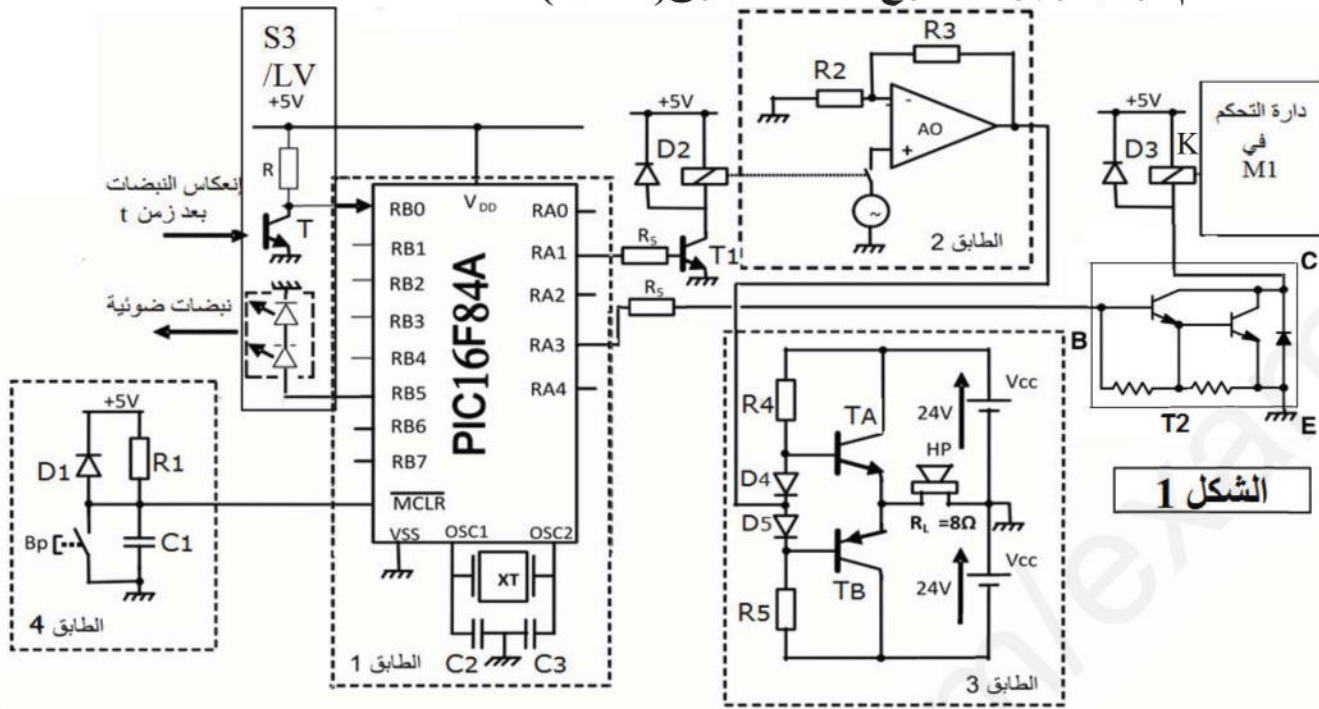 S3
/LV
+5V
R
إنعكاس النبضات
بعد زمن t
T
نبضات ضوئية
+5V
D1
R1
Bp
C1
الطابق 4
RB0
RB1
RB2
RB3
RB4
RB5
RB6
RB7
MCLR
VSS
OSC1
OSC2
VDD
PIC16F84A
RA0
RA1
RA2
RA3
RA4
XT
C2
C3
الطابق 1
+5V
D2
R5
T1
R5
R2
R3
-
AO
+
~
الطابق 2
R4
D4
D5
R5
TA
TB
HP
RL =8Ω
Vcc
24V
Vcc
24V
الطابق 3
+5V
D3
K
دارة التحكم
في
M1
C
B
T2
E
الشكل 1